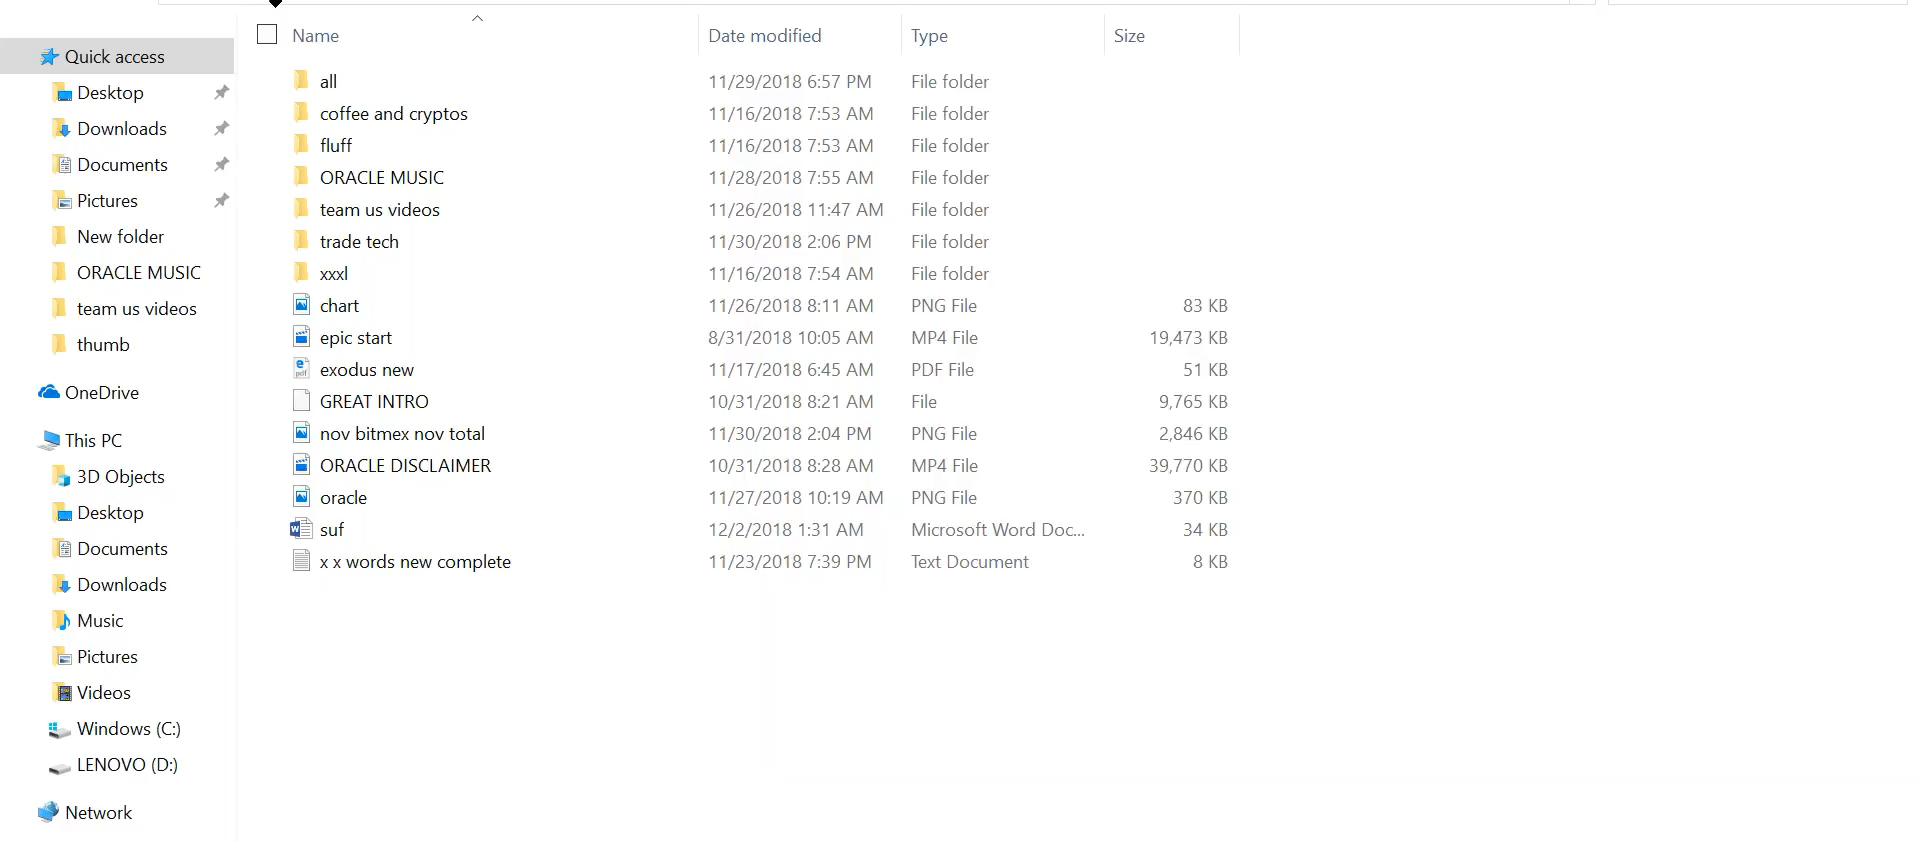 Name Date modified Type Size
Quick access
Desktop
Downloads
Documents
Pictures
New folder
ORACLE MUSIC
team us videos
thumb
OneDrive
This PC
3D Objects
Desktop
Documents
Downloads
Music
Pictures
Videos
Windows (C:)
LENOVO (D:)
Network
all 11/29/2018 6:57 PM File folder
coffee and cryptos 11/16/2018 7:53 AM File folder
fluff 11/16/2018 7:53 AM File folder
ORACLE MUSIC 11/28/2018 7:55 AM File folder
team us videos 11/26/2018 11:47 AM File folder
trade tech 11/30/2018 2:06 PM File folder
xxxl 11/16/2018 7:54 AM File folder
chart 11/26/2018 8:11 AM PNG File 83 KB
epic start 8/31/2018 10:05 AM MP4 File 19,473 KB
exodus new 11/17/2018 6:45 AM PDF File 51 KB
GREAT INTRO 10/31/2018 8:21 AM File 9,765 KB
nov bitmex nov total 11/30/2018 2:04 PM PNG File 2,846 KB
ORACLE DISCLAIMER 10/31/2018 8:28 AM MP4 File 39,770 KB
oracle 11/27/2018 10:19 AM PNG File 370 KB
suf 12/2/2018 1:31 AM Microsoft Word Doc... 34 KB
x x words new complete 11/23/2018 7:39 PM Text Document 8 KB